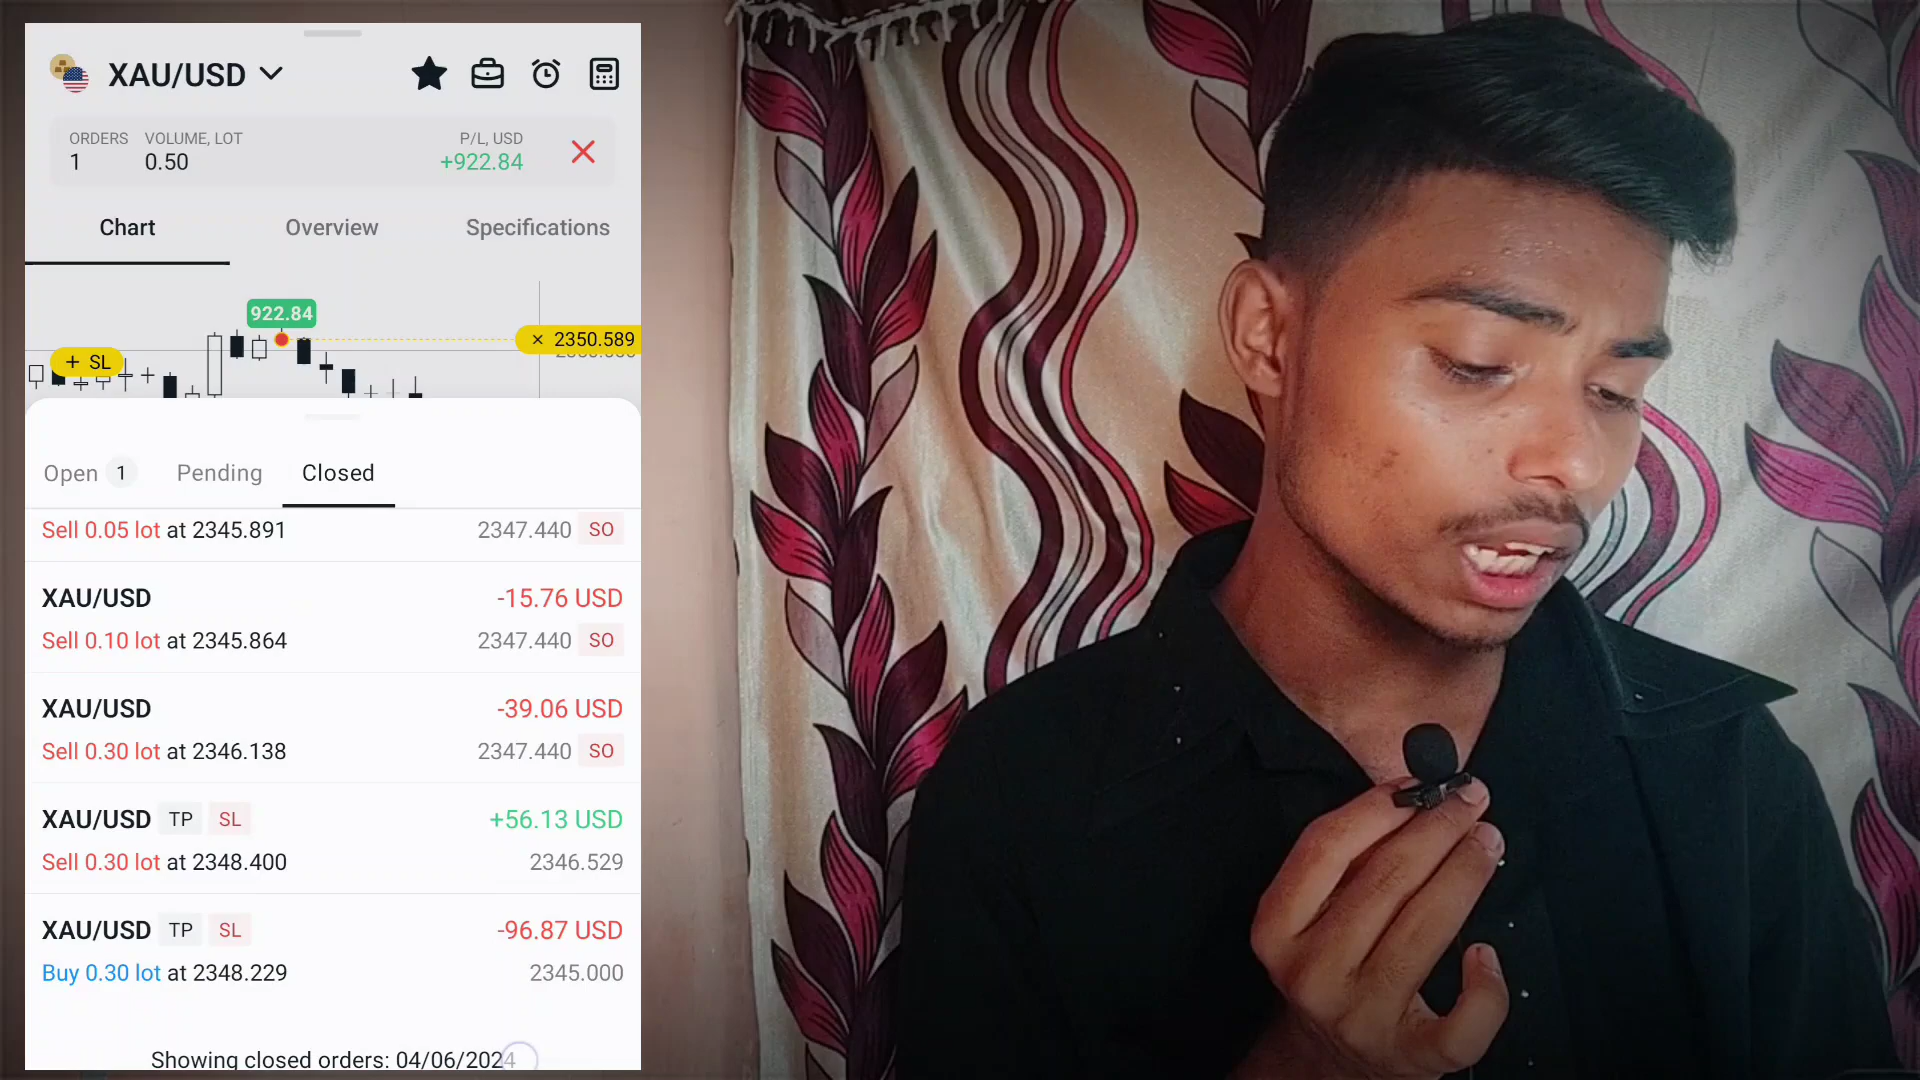 XAU/USD
ORDERS VOLUME, LOT P/L, USD
1 0.50 +922.84
Chart Overview Specifications
922.84
× 2350.589
+ SL
Open 1 Pending Closed
Sell 0.05 lot at 2345.891 2347.440 SO
XAU/USD -15.76 USD
Sell 0.10 lot at 2345.864 2347.440 SO
XAU/USD -39.06 USD
Sell 0.30 lot at 2346.138 2347.440 SO
XAU/USD TP SL +56.13 USD
Sell 0.30 lot at 2348.400 2346.529
XAU/USD TP SL -96.87 USD
Buy 0.30 lot at 2348.229 2345.000
Showing closed orders: 04/06/2024